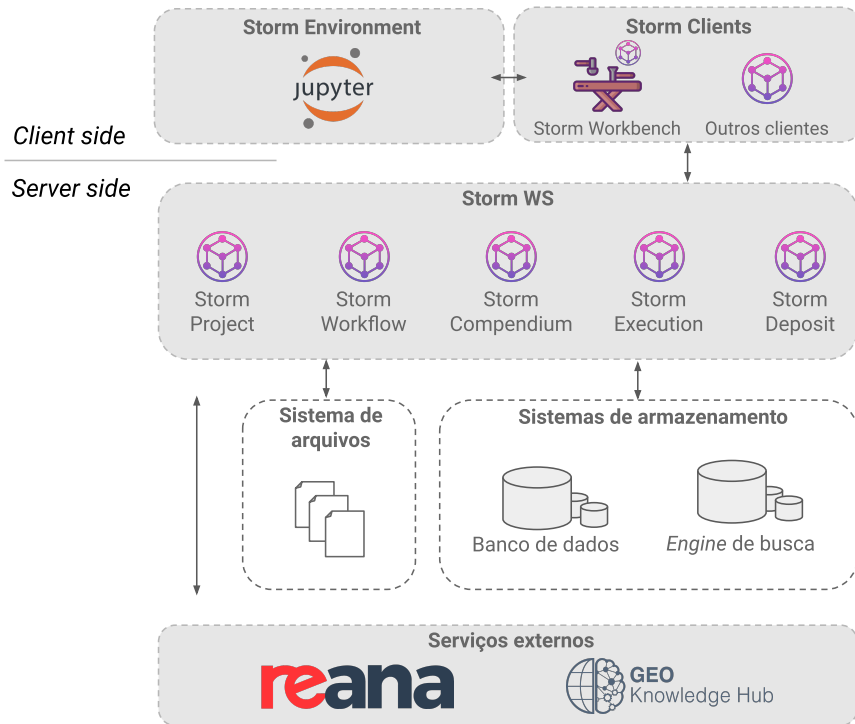 Storm Environment
jupyter
Storm Clients
Storm Workbench
Outros clientes
Client side
Server side
Storm WS
Storm
Project
Storm
Workflow
Storm
Compendium
Storm
Execution
Storm
Deposit
Sistema de
arquivos
Sistemas de armazenamento
Banco de dados
Engine de busca
Serviços externos
reana
GEO
Knowledge Hub